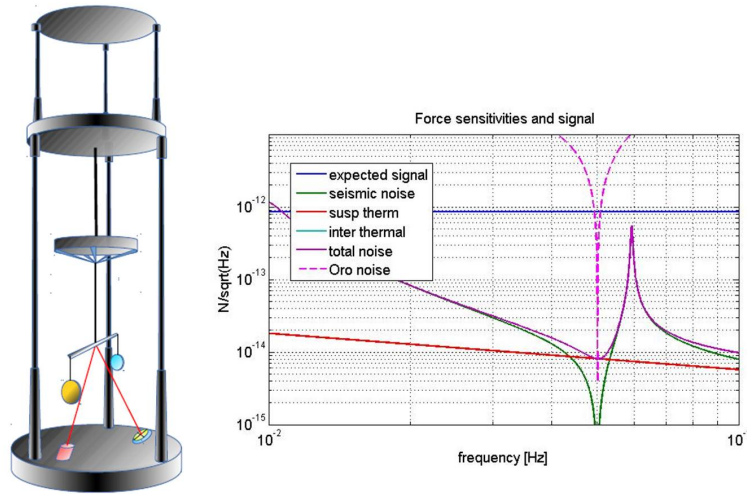 Force sensitivities and signal
expected signal
seismic noise
susp therm
inter thermal
total noise
Oro noise
N/sqrt(Hz)
10^-12
10^-13
10^-14
10^-15
10^-2
frequency [Hz]